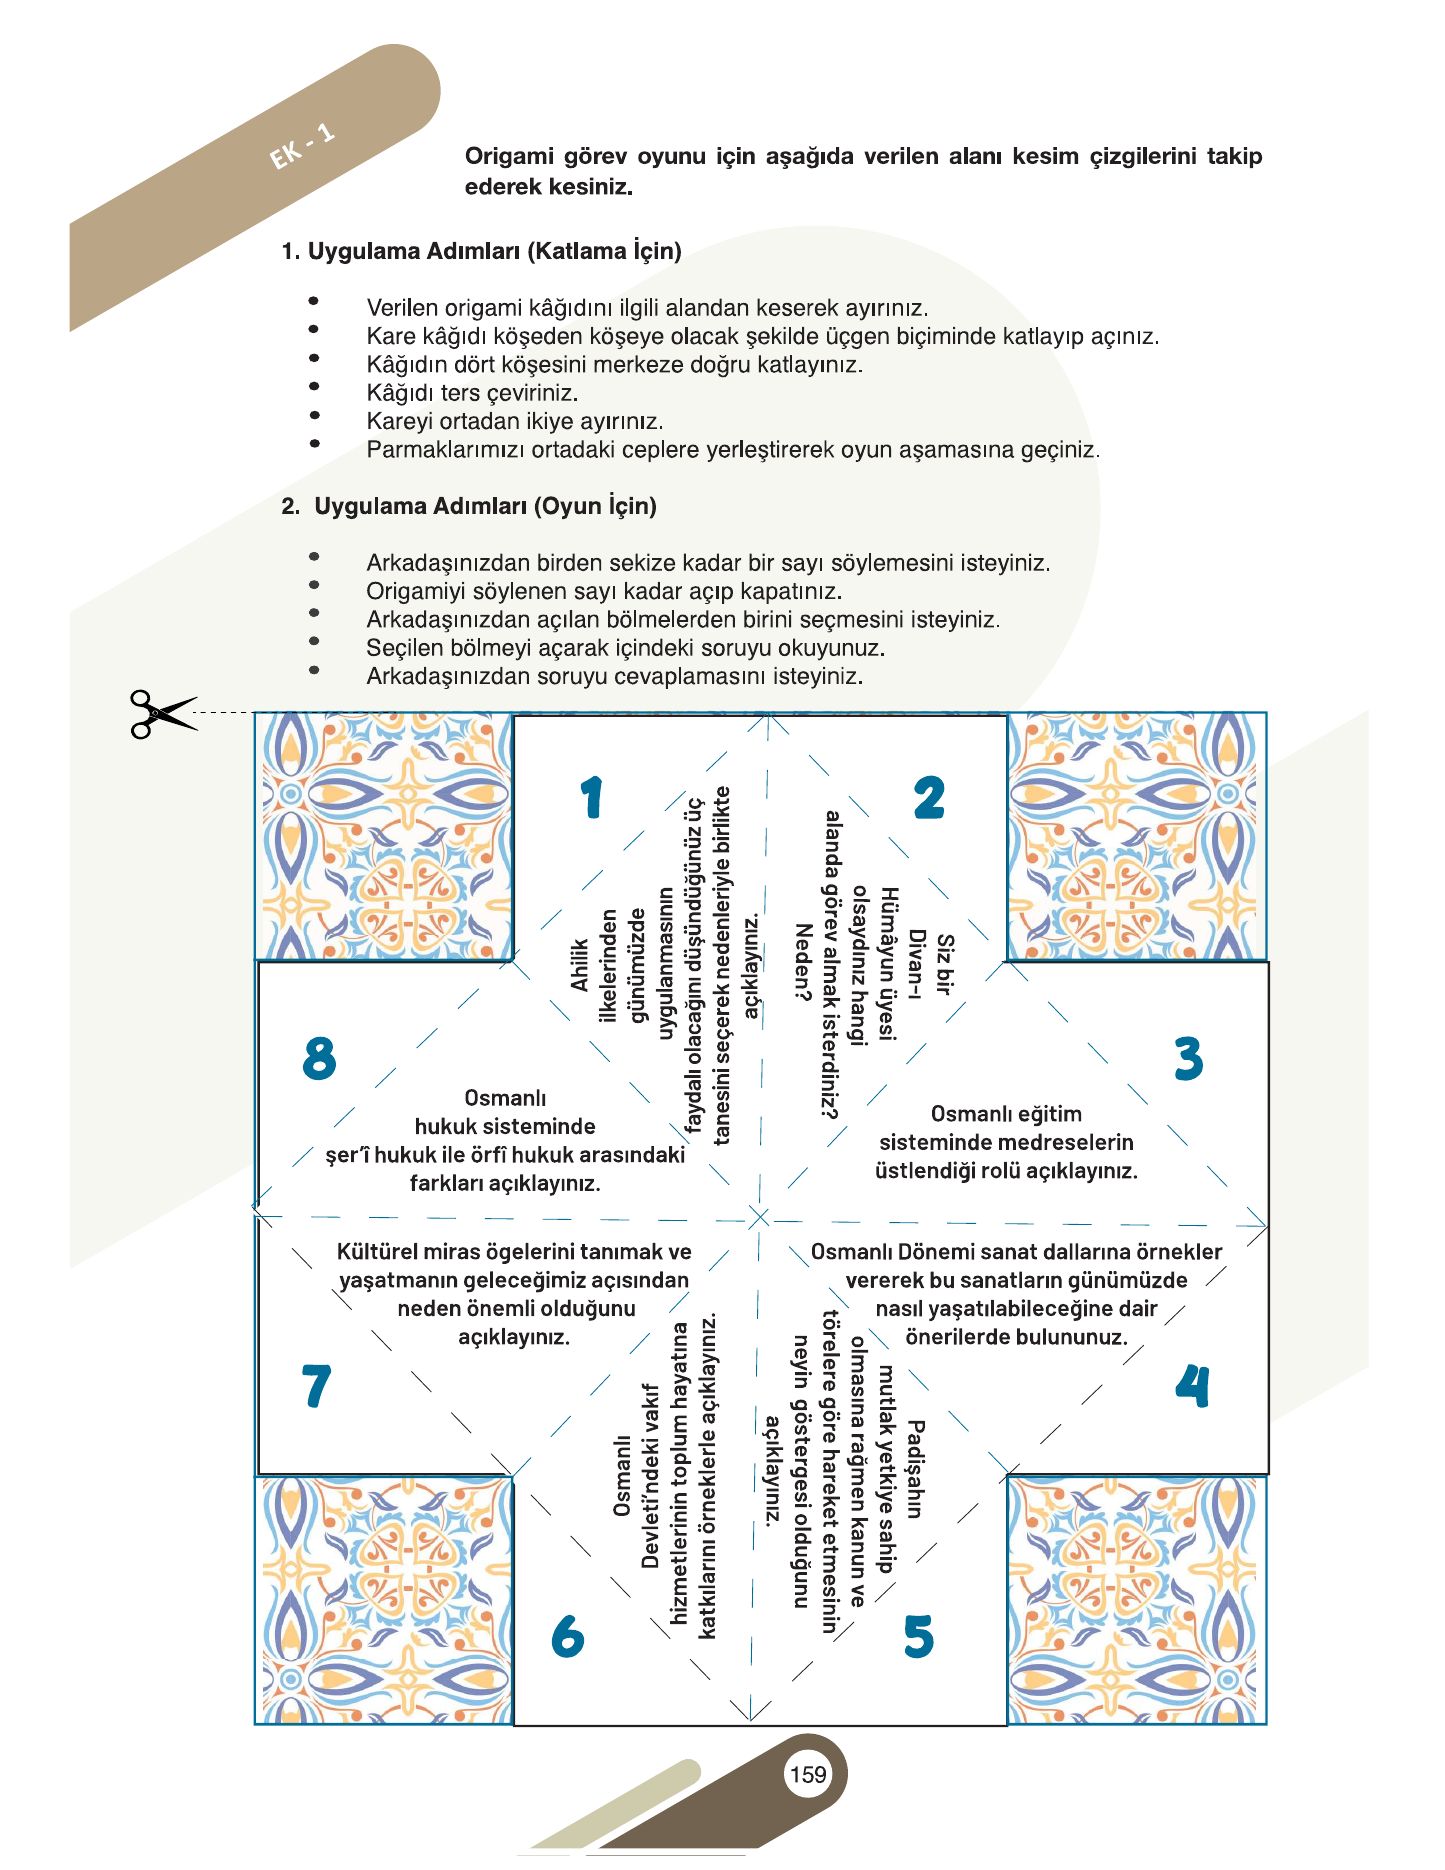 EK - 1
Origami görev oyunu için aşağıda verilen alanı kesim çizgilerini takip
ederek kesiniz.
1. Uygulama Adımları (Katlama İçin)
• Verilen origami kâğıdını ilgili alandan keserek ayırınız.
• Kare kâğıdı köşeden köşeye olacak şekilde üçgen biçiminde katlayıp açınız.
• Kâğıdın dört köşesini merkeze doğru katlayınız.
• Kâğıdı ters çeviriniz.
• Kareyi ortadan ikiye ayırınız.
• Parmaklarımızı ortadaki ceplere yerleştirerek oyun aşamasına geçiniz.
2. Uygulama Adımları (Oyun İçin)
• Arkadaşınızdan birden sekize kadar bir sayı söylemesini isteyiniz.
• Origamiyi söylenen sayı kadar açıp kapatınız.
• Arkadaşınızdan açılan bölmelerden birini seçmesini isteyiniz.
• Seçilen bölmeyi açarak içindeki soruyu okuyunuz.
• Arkadaşınızdan soruyu cevaplamasını isteyiniz.
1
Ahilik
ilkelerinden
günümüzde
uygulanmasının
faydalı olacağını düşündüğünüz üç
tanesini seçerek nedenleriyle birlikte
açıklayınız.
2
Siz bir
Divan-ı
Hümâyun üyesi
olsaydınız hangi
alanda görev almak isterdiniz?
Neden?
3
Osmanlı eğitim
sisteminde medreselerin
üstlendiği rolü açıklayınız.
Osmanlı Dönemi sanat dallarına örnekler
vererek bu sanatların günümüzde
nasıl yaşatılabileceğine dair
önerilerde bulununuz.
4
Padişahın
mutlak yetkiye sahip
olmasına rağmen kanun ve
törelere göre hareket etmesinin
neyin göstergesi olduğunu
açıklayınız.
5
Osmanlı
Devleti’ndeki vakıf
hizmetlerinin toplum hayatına
katkılarını örneklerle açıklayınız.
6
Kültürel miras ögelerini tanımak ve
yaşatmanın geleceğimiz açısından
neden önemli olduğunu
açıklayınız.
7
8
Osmanlı
hukuk sisteminde
şer’î hukuk ile örfî hukuk arasındaki
farkları açıklayınız.
159